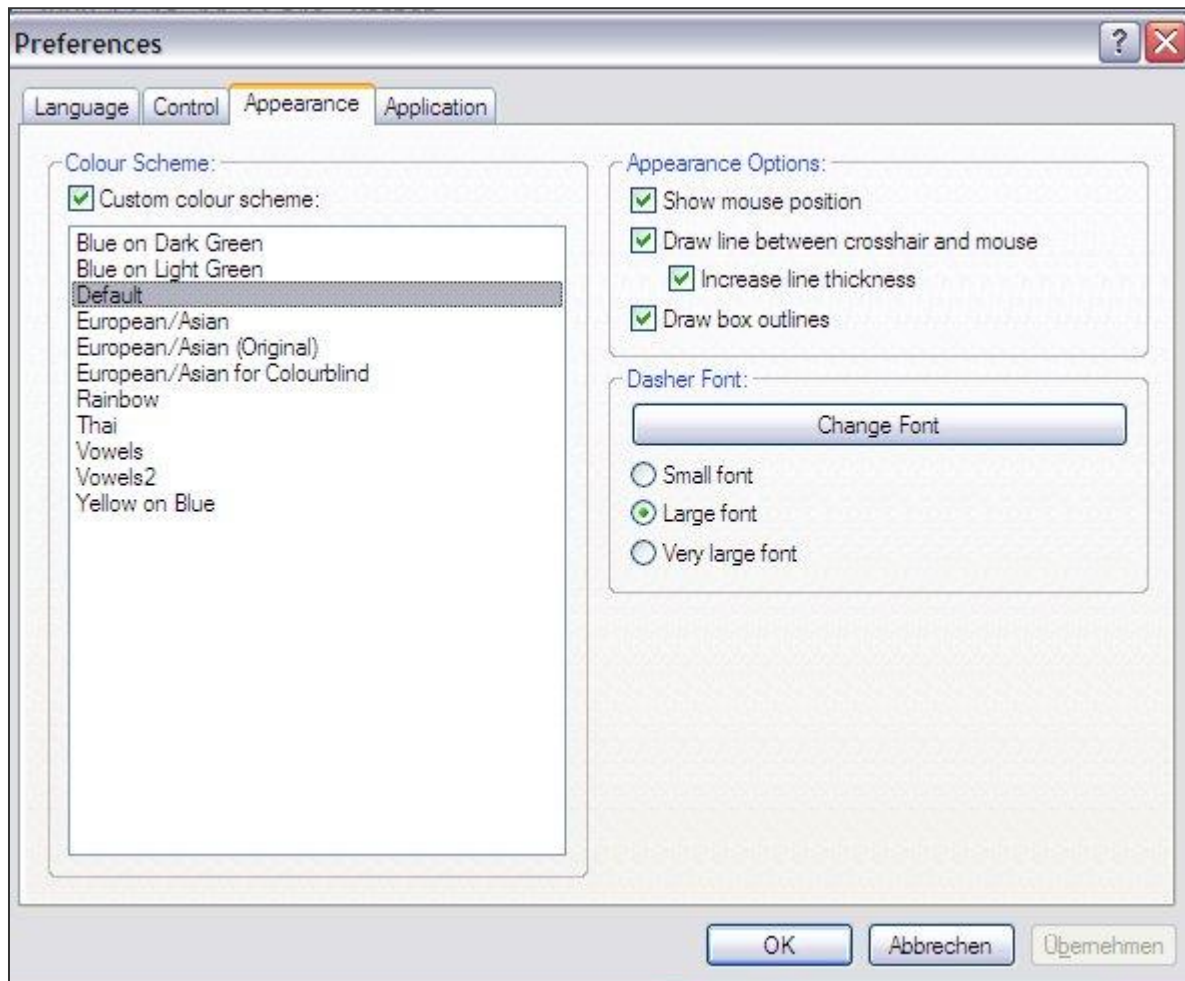 Preferences
Language Control Appearance Application
Colour Scheme:
Custom colour scheme:
Blue on Dark Green
Blue on Light Green
Default
European/Asian
European/Asian (Original)
European/Asian for Colourblind
Rainbow
Thai
Vowels
Vowels2
Yellow on Blue
Appearance Options:
Show mouse position
Draw line between crosshair and mouse
Increase line thickness
Draw box outlines
Dasher Font:
Change Font
Small font
Large font
Very large font
OK Abbrechen Übernehmen